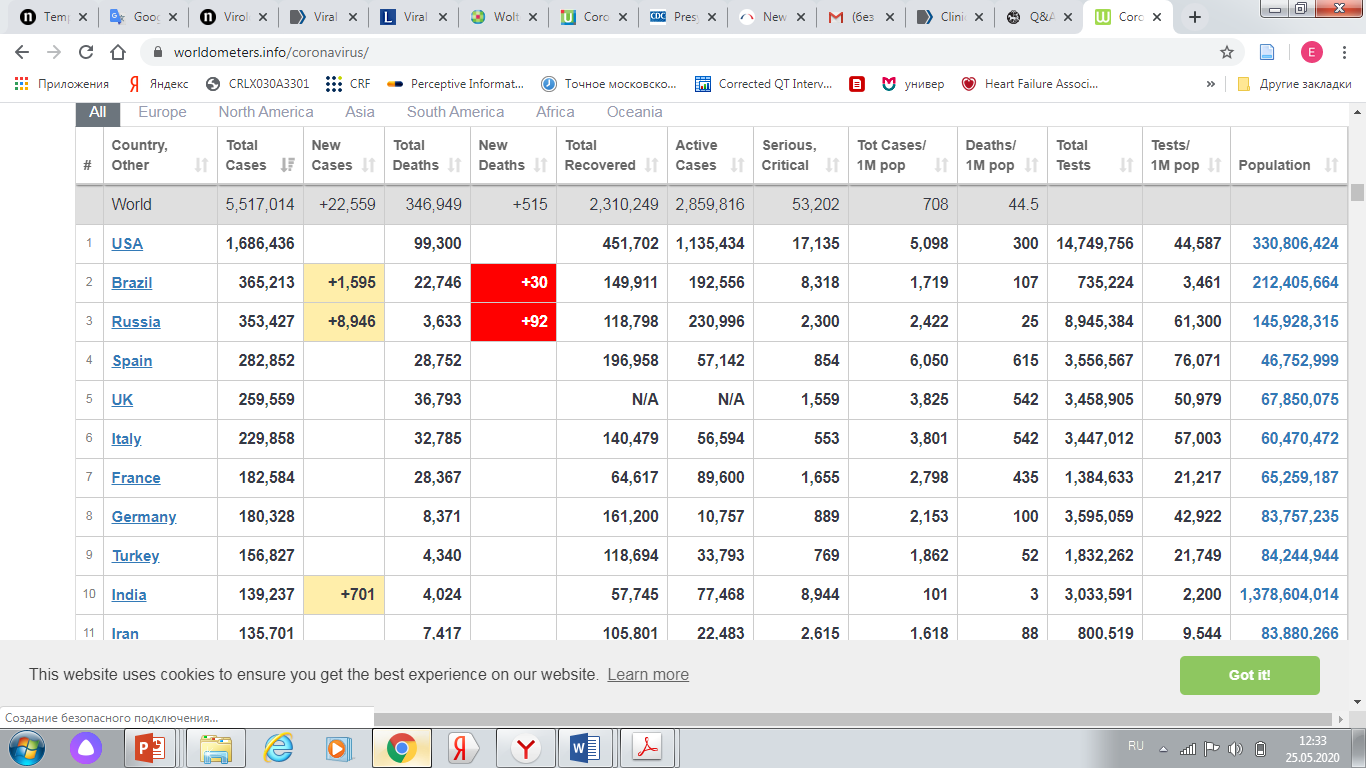 Temp Goog Virol Viral Viral Wolt Coro CDC Pres New (без Clini Q&A Coro
worldometers.info/coronavirus/ E
Приложения Яндекс CRLX030A3301 CRF Perceptive Informat... Точное московско... Corrected QT Interv... универ Heart Failure Associ... » Другие закладки
All Europe North America Asia South America Africa Oceania
# Country, Other Total Cases New Cases Total Deaths New Deaths Total Recovered Active Cases Serious, Critical Tot Cases/ 1M pop Deaths/ 1M pop Total Tests Tests/ 1M pop Population
World 5,517,014 +22,559 346,949 +515 2,310,249 2,859,816 53,202 708 44.5
1 USA 1,686,436 99,300 451,702 1,135,434 17,135 5,098 300 14,749,756 44,587 330,806,424
2 Brazil 365,213 +1,595 22,746 +30 149,911 192,556 8,318 1,719 107 735,224 3,461 212,405,664
3 Russia 353,427 +8,946 3,633 +92 118,798 230,996 2,300 2,422 25 8,945,384 61,300 145,928,315
4 Spain 282,852 28,752 196,958 57,142 854 6,050 615 3,556,567 76,071 46,752,999
5 UK 259,559 36,793 N/A N/A 1,559 3,825 542 3,458,905 50,979 67,850,075
6 Italy 229,858 32,785 140,479 56,594 553 3,801 542 3,447,012 57,003 60,470,472
7 France 182,584 28,367 64,617 89,600 1,655 2,798 435 1,384,633 21,217 65,259,187
8 Germany 180,328 8,371 161,200 10,757 889 2,153 100 3,595,059 42,922 83,757,235
9 Turkey 156,827 4,340 118,694 33,793 769 1,862 52 1,832,262 21,749 84,244,944
10 India 139,237 +701 4,024 57,745 77,468 8,944 101 3 3,033,591 2,200 1,378,604,014
11 Iran 135,701 7,417 105,801 22,483 2,615 1,618 88 800,519 9,544 83,880,266
This website uses cookies to ensure you get the best experience on our website. Learn more Got it!
Создание безопасного подключения...
RU 12:33
25.05.2020